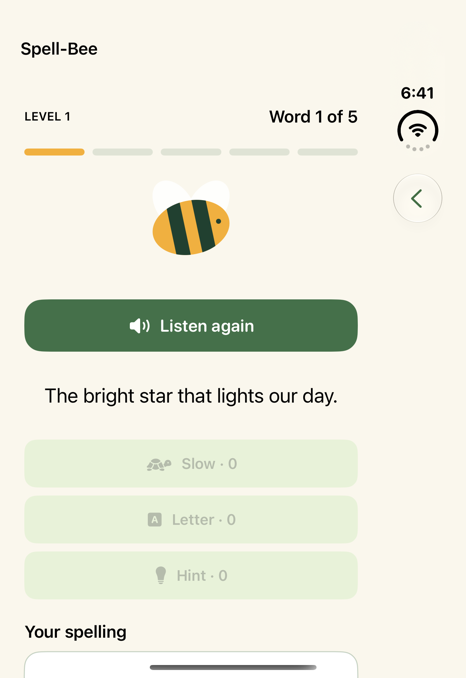 Spell-Bee
6:41
LEVEL 1
Word 1 of 5
Listen again
The bright star that lights our day.
Slow · 0
A
Letter · 0
Hint · 0
Your spelling